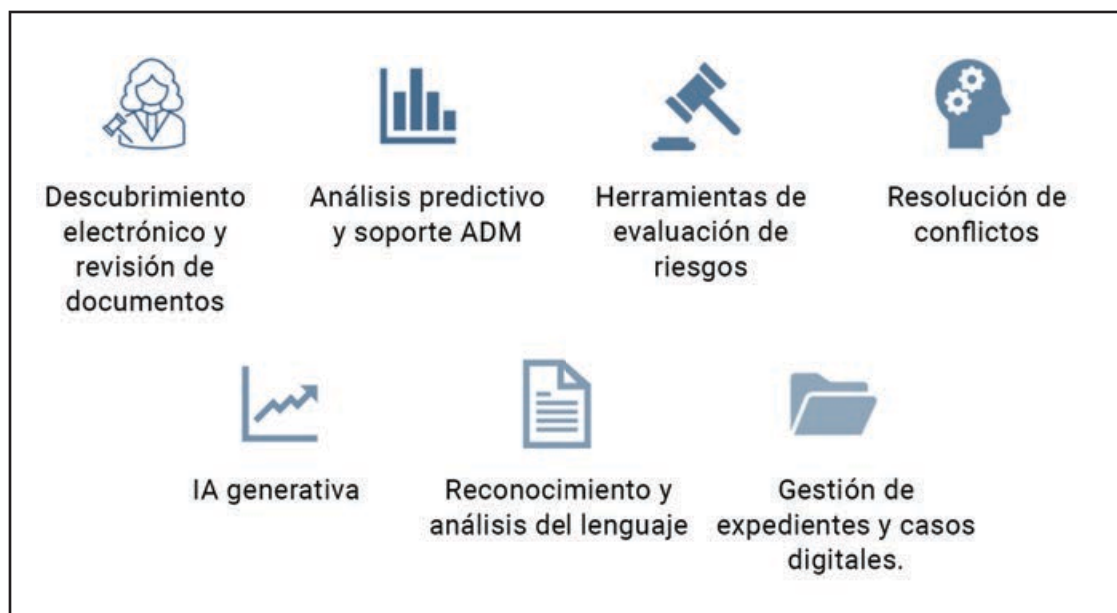 Descubrimiento
electrónico y
revisión de
documentos
Análisis predictivo
y soporte ADM
Herramientas de
evaluación de
riesgos
Resolución de
conflictos
IA generativa
Reconocimiento y
análisis del lenguaje
Gestión de
expedientes y casos
digitales.